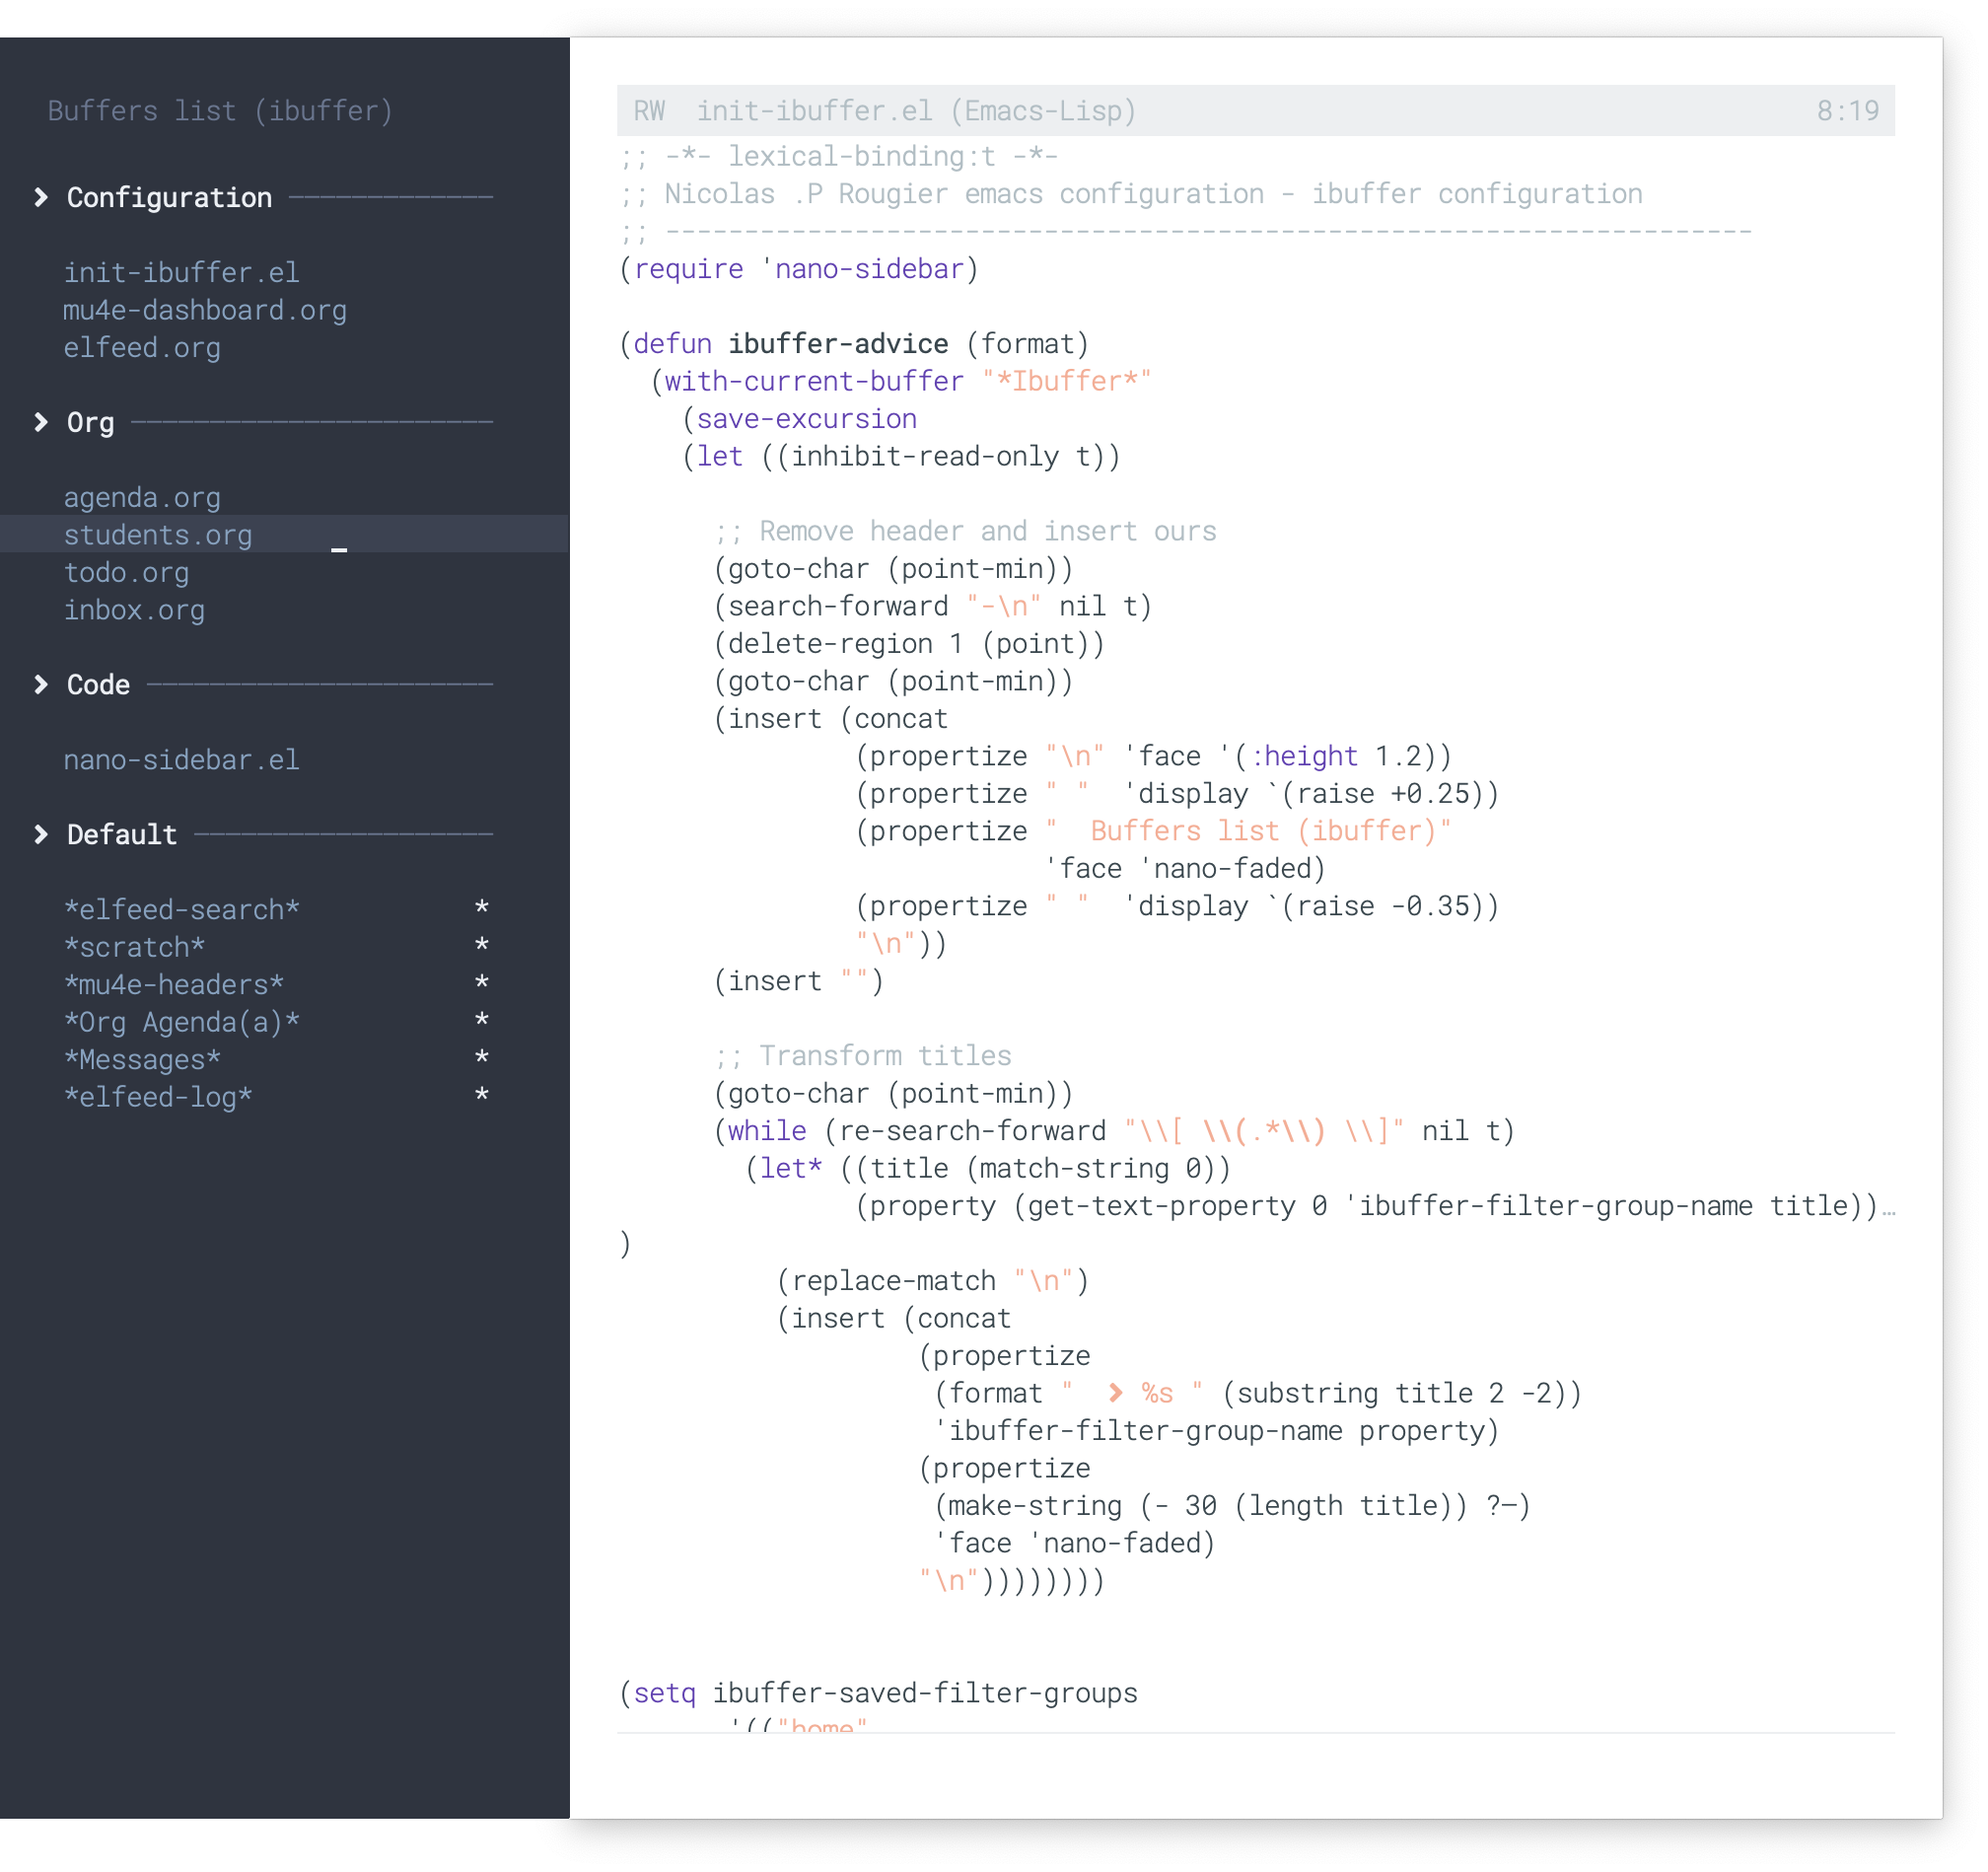 Buffers list (ibuffer)
Configuration ─────────────
init-ibuffer.el
mu4e-dashboard.org
elfeed.org
Org ───────────────────────
agenda.org
students.org
todo.org
inbox.org
Code ──────────────────────
nano-sidebar.el
Default ───────────────────
*elfeed-search* *
*scratch* *
*mu4e-headers* *
*Org Agenda(a)* *
*Messages* *
*elfeed-log* *
RW  init-ibuffer.el (Emacs-Lisp) 8:19
;; -*- lexical-binding:t -*-
;; Nicolas .P Rougier emacs configuration - ibuffer configuration
;; ---------------------------------------------------------------------
(require 'nano-sidebar)
(defun ibuffer-advice (format)
  (with-current-buffer "*Ibuffer*"
    (save-excursion
    (let ((inhibit-read-only t))
      ;; Remove header and insert ours
      (goto-char (point-min))
      (search-forward "-\n" nil t)
      (delete-region 1 (point))
      (goto-char (point-min))
      (insert (concat
               (propertize "\n" 'face '(:height 1.2))
               (propertize " "  'display `(raise +0.25))
               (propertize "  Buffers list (ibuffer)"
                           'face 'nano-faded)
               (propertize " "  'display `(raise -0.35))
               "\n"))
      (insert "")
      ;; Transform titles
      (goto-char (point-min))
      (while (re-search-forward "\\[ \\(.*\\) \\]" nil t)
        (let* ((title (match-string 0))
               (property (get-text-property 0 'ibuffer-filter-group-name title))…
)
          (replace-match "\n")
          (insert (concat
                   (propertize
                    (format "  > %s " (substring title 2 -2))
                    'ibuffer-filter-group-name property)
                   (propertize
                    (make-string (- 30 (length title)) ?─)
                    'face 'nano-faded)
                   "\n"))))))))
(setq ibuffer-saved-filter-groups
       '(("home"